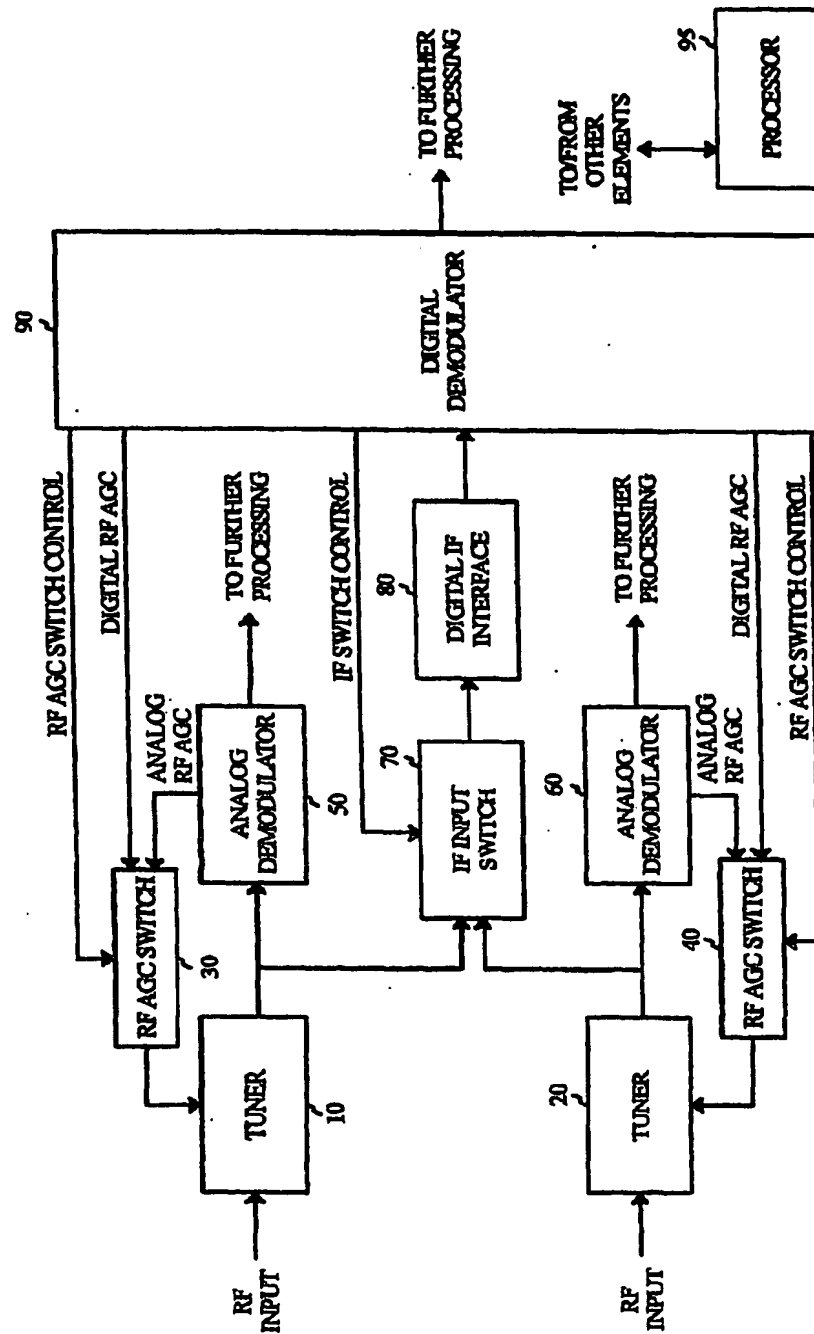 90
95
RF AGC SWITCH CONTROL
DIGITAL RF AGC
ANALOG
RF AGC
RF AGC SWITCH
30
ANALOG
DEMODULATOR
50
TO FURTHER
PROCESSING
TUNER
10
RF
INPUT
IF SWITCH CONTROL
70
IF INPUT
SWITCH
80
DIGITAL IF
INTERFACE
DIGITAL
DEMODULATOR
TO FURTHER
PROCESSING
TO/FROM
OTHER
ELEMENTS
PROCESSOR
60
ANALOG
DEMODULATOR
TO FURTHER
PROCESSING
ANALOG
RF AGC
DIGITAL RF AGC
RF AGC SWITCH CONTROL
40
RF AGC SWITCH
20
TUNER
RF
INPUT